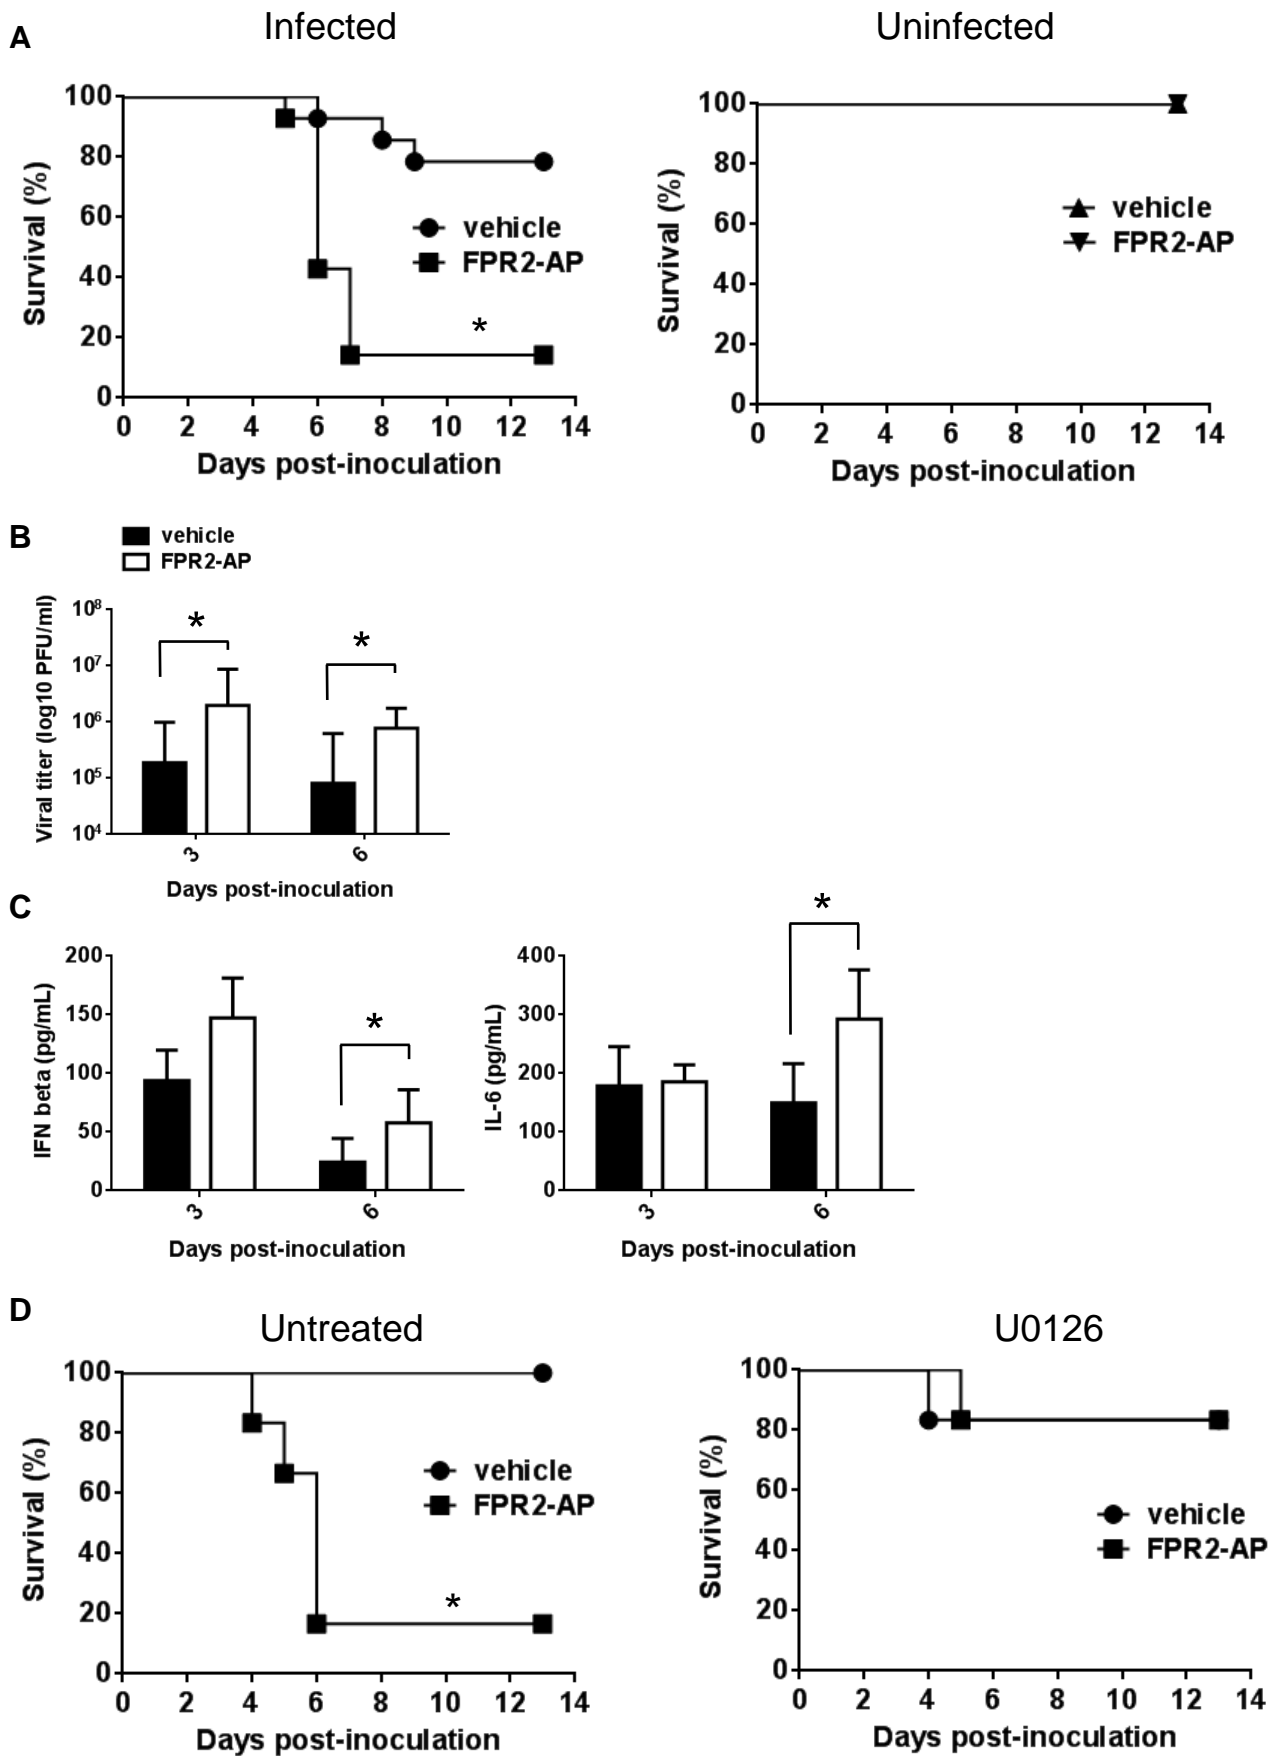 A
Infected
Uninfected
100
80
60
40
20
0
Survival (%)
vehicle
FPR2-AP
*
0 2 4 6 8 10 12 14
Days post-inoculation
100
80
60
40
20
0
Survival (%)
vehicle
FPR2-AP
0 2 4 6 8 10 12 14
Days post-inoculation
B
vehicle
FPR2-AP
10⁸
10⁷
10⁶
10⁵
10⁴
Viral titer (log10 PFU/ml)
*
*
3 6
Days post-inoculation
C
200
150
100
50
0
IFN beta (pg/mL)
*
3 6
Days post-inoculation
400
300
200
100
0
IL-6 (pg/mL)
*
3 6
Days post-inoculation
D
Untreated
U0126
100
80
60
40
20
0
Survival (%)
vehicle
FPR2-AP
*
0 2 4 6 8 10 12 14
Days post-inoculation
100
80
60
40
20
0
Survival (%)
vehicle
FPR2-AP
0 2 4 6 8 10 12 14
Days post-inoculation